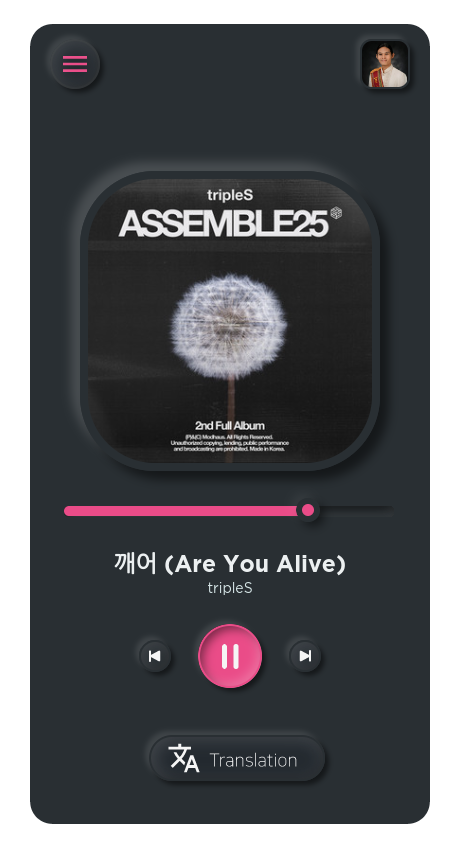 tripleS
ASSEMBLE25
2nd Full Album
(P)&(C) Modhaus. All Rights Reserved.
Unauthorized copying, lending, public performance
and broadcasting are prohibited. Made in Korea.
깨어 (Are You Alive)
tripleS
Translation